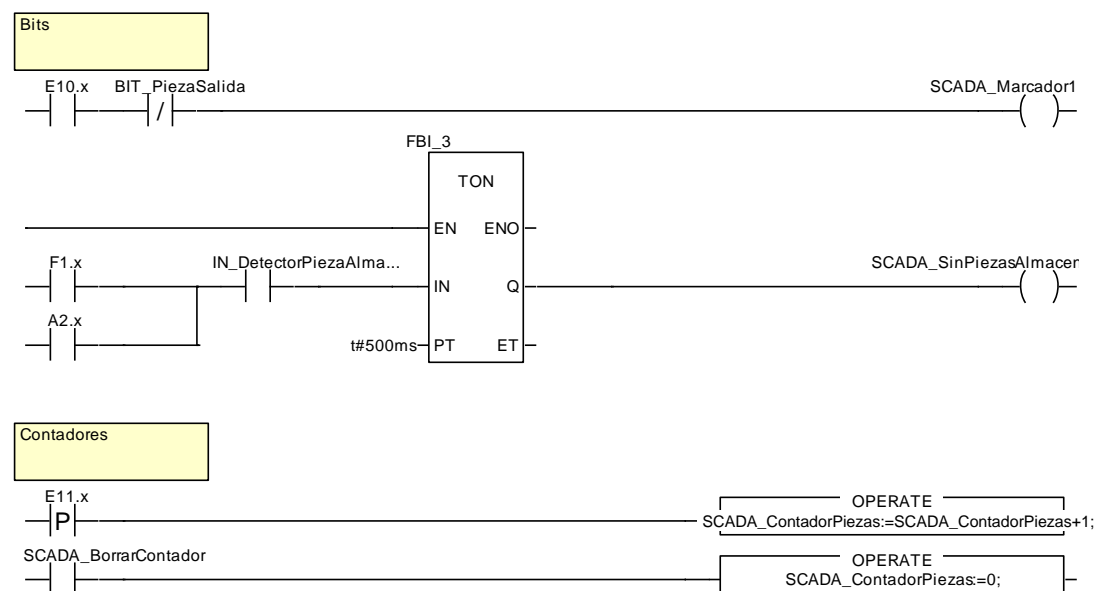 Bits
E10.x BIT_PiezaSalida SCADA_Marcador1
/
FBI_3
TON
EN ENO
F1.x IN_DetectorPiezaAlma... SCADA_SinPiezasAlmacer
IN Q
A2.x
t#500ms PT ET
Contadores
E11.x OPERATE
P SCADA_ContadorPiezas:=SCADA_ContadorPiezas+1;
SCADA_BorrarContador OPERATE
SCADA_ContadorPiezas:=0;